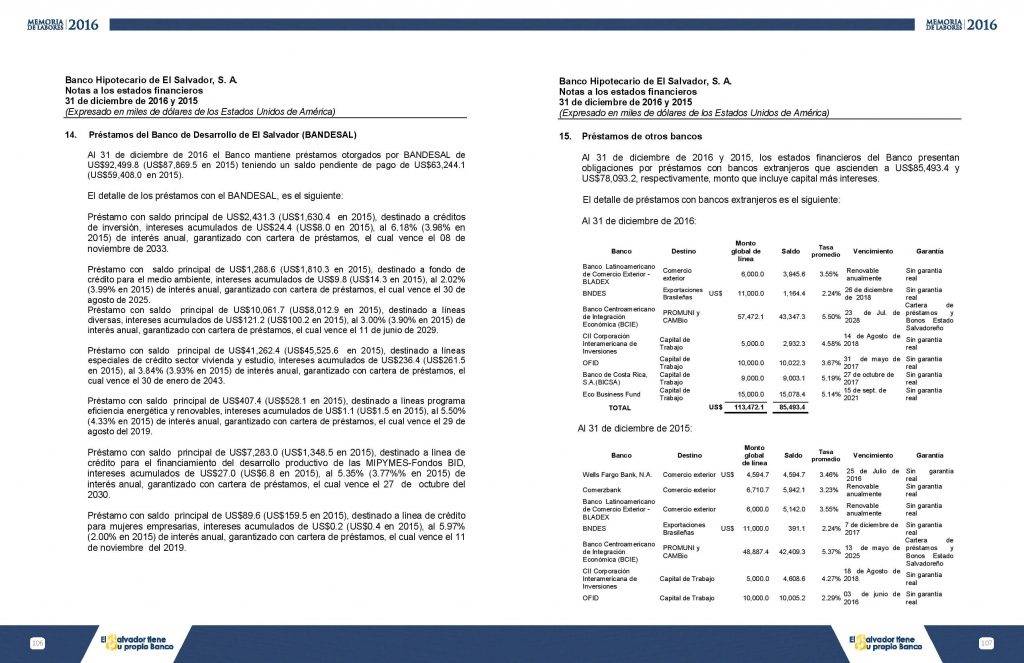 MEMORIA
DE LABORES 2016
Banco Hipotecario de El Salvador, S. A.
Notas a los estados financieros
31 de diciembre de 2016 y 2015
(Expresado en miles de dólares de los Estados Unidos de América)
14. Préstamos del Banco de Desarrollo de El Salvador (BANDESAL)
Al 31 de diciembre de 2016 el Banco mantiene préstamos otorgados por BANDESAL de
US$92,499.8 (US$87,869.5 en 2015) teniendo un saldo pendiente de pago de US$63,244.1
(US$59,408.0 en 2015).
El detalle de los préstamos con el BANDESAL, es el siguiente:
Préstamo con saldo principal de US$2,431.3 (US$1,630.4 en 2015), destinado a créditos
de inversión, intereses acumulados de US$24.4 (US$8.0 en 2015), al 6.18% (3.98% en
2015) de interés anual, garantizado con cartera de préstamos, el cual vence el 08 de
noviembre de 2033.
Préstamo con saldo principal de US$1,288.6 (US$1,810.3 en 2015), destinado a fondo de
crédito para el medio ambiente, intereses acumulados de US$9.8 (US$14.3 en 2015), al 2.02%
(3.99% en 2015) de interés anual, garantizado con cartera de préstamos, el cual vence el 30 de
agosto de 2025.
Préstamo con saldo principal de US$10,061.7 (US$8,012.9 en 2015), destinado a líneas
diversas, intereses acumulados de US$121.2 (US$100.2 en 2015), al 3.00% (3.90% en 2015) de
interés anual, garantizado con cartera de préstamos, el cual vence el 11 de junio de 2029.
Préstamo con saldo principal de US$41,262.4 (US$45,525.6 en 2015), destinado a líneas
especiales de crédito sector vivienda y estudio, intereses acumulados de US$236.4 (US$261.5
en 2015), al 3.84% (3.93% en 2015) de interés anual, garantizado con cartera de préstamos, el
cual vence el 30 de enero de 2043.
Préstamo con saldo principal de US$407.4 (US$528.1 en 2015), destinado a líneas programa
eficiencia energética y renovables, intereses acumulados de US$1.1 (US$1.5 en 2015), al 5.50%
(4.33% en 2015) de interés anual, garantizado con cartera de préstamos, el cual vence el 29 de
agosto del 2019.
Préstamo con saldo principal de US$7,283.0 (US$1,348.5 en 2015), destinado a línea de
crédito para el financiamiento del desarrollo productivo de las MIPYMES-Fondos BID,
intereses acumulados de US$27.0 (US$6.8 en 2015), al 5.35% (3.77%% en 2015) de
interés anual, garantizado con cartera de préstamos, el cual vence el 27 de octubre del
2030.
Préstamo con saldo principal de US$89.6 (US$159.5 en 2015), destinado a línea de crédito
para mujeres empresarias, intereses acumulados de US$0.2 (US$0.4 en 2015), al 5.97%
(2.00% en 2015) de interés anual, garantizado con cartera de préstamos, el cual vence el 11
de noviembre del 2019.
106
El Salvador tiene
Su propio Banco
MEMORIA
DE LABORES 2016
Banco Hipotecario de El Salvador, S. A.
Notas a los estados financieros
31 de diciembre de 2016 y 2015
(Expresado en miles de dólares de los Estados Unidos de América)
15. Préstamos de otros bancos
Al 31 de diciembre de 2016 y 2015, los estados financieros del Banco presentan
obligaciones por préstamos con bancos extranjeros que ascienden a US$85,493.4 y
US$78,093.2, respectivamente, monto que incluye capital más intereses.
El detalle de préstamos con bancos extranjeros es el siguiente:
Al 31 de diciembre de 2016:
Banco Destino Monto global de línea Saldo Tasa promedio Vencimiento Garantía
Banco Latinoamericano de Comercio Exterior - BLADEX Comercio exterior 6,000.0 3,945.6 3.55% Renovable anualmente Sin garantía real
BNDES Exportaciones Brasileñas US$ 11,000.0 1,164.4 2.24% 26 de diciembre de 2018 Sin garantía real
Banco Centroamericano de Integración Económica (BCIE) PROMUNI y CAMBio 57,472.1 43,347.3 5.50% 23 de Jul. de 2028 Cartera de préstamos y Bonos Estado Salvadoreño
CII Corporación Interamericana de Inversiones Capital de Trabajo 5,000.0 2,932.3 4.58% 14 de Agosto de 2018 Sin garantía real
OFID Capital de Trabajo 10,000.0 10,022.3 3.67% 31 de mayo de 2017 Sin garantía real
Banco de Costa Rica, S.A.(BICSA) Capital de Trabajo 9,000.0 9,003.1 5.19% 27 de octubre de 2017 Sin garantía real
Eco Business Fund Capital de Trabajo 15,000.0 15,078.4 5.14% 15 de sept. de 2021 Sin garantía real
TOTAL US$ 113,472.1 85,493.4
Al 31 de diciembre de 2015:
Banco Destino Monto global de línea Saldo Tasa promedio Vencimiento Garantía
Wells Fargo Bank, N.A. Comercio exterior US$ 4,594.7 4,594.7 3.46% 25 de Julio de 2016 Sin garantía real
Comerzbank Comercio exterior 6,710.7 5,942.1 3.23% Renovable anualmente Sin garantía real
Banco Latinoamericano de Comercio Exterior - BLADEX Comercio exterior 6,000.0 5,142.0 3.55% Renovable anualmente Sin garantía real
BNDES Exportaciones Brasileñas US$ 11,000.0 391.1 2.24% 7 de diciembre de 2017 Sin garantía real
Banco Centroamericano de Integración Económica (BCIE) PROMUNI y CAMBio 48,887.4 42,409.3 5.37% 13 de mayo de 2025 Cartera de préstamos y Bonos Estado Salvadoreño
CII Corporación Interamericana de Inversiones Capital de Trabajo 5,000.0 4,608.6 4.27% 18 de Agosto de 2018 Sin garantía real
OFID Capital de Trabajo 10,000.0 10,005.2 2.29% 03 de junio de 2016 Sin garantía real
El Salvador tiene
Su propio Banco
107